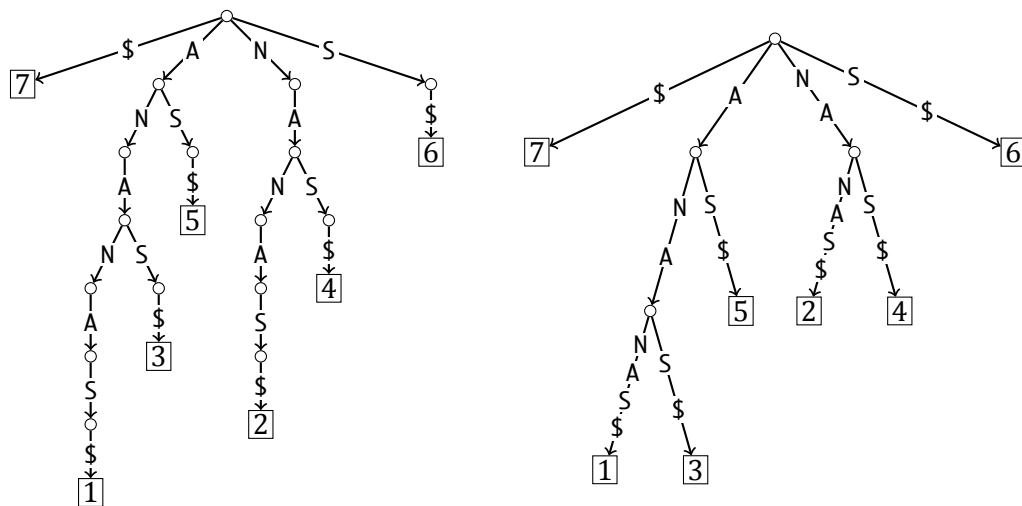 $ A N S
7
N S A $
6
A $ N S
5
N S A $
4
A $ S
3
S $
2
$
1
N S
$ A
A $
7 6
N
N S A S
A $ S $
$
5 2 4
N
A S
S $
$
1 3